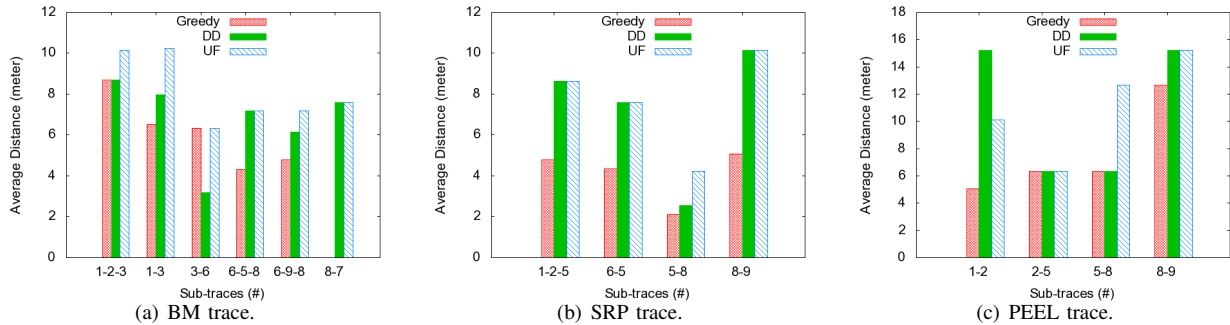 Average Distance (meter)
12
10
8
6
4
2
0
Greedy
DD
UF
1-2-3 1-3 3-6 6-5-8 6-9-8 8-7
Sub-traces (#)
(a) BM trace.
Average Distance (meter)
12
10
8
6
4
2
0
Greedy
DD
UF
1-2-5 6-5 5-8 8-9
Sub-traces (#)
(b) SRP trace.
Average Distance (meter)
18
16
14
12
10
8
6
4
2
0
Greedy
DD
UF
1-2 2-5 5-8 8-9
Sub-traces (#)
(c) PEEL trace.